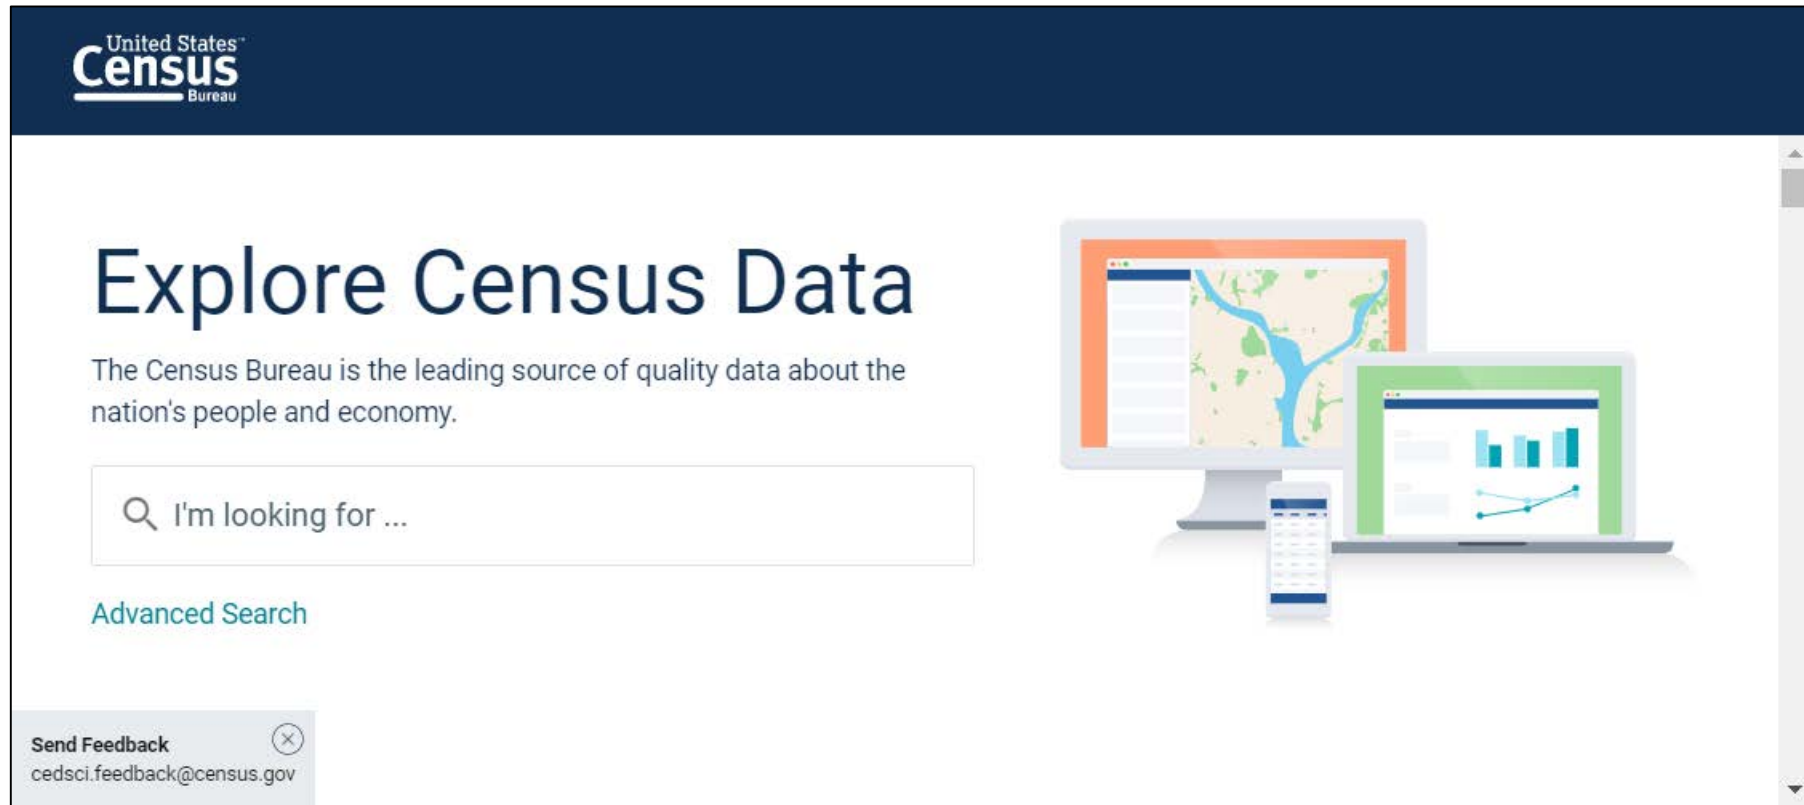 United States™
Census
Bureau
Explore Census Data
The Census Bureau is the leading source of quality data about the
nation's people and economy.
I'm looking for ...
Advanced Search
Send Feedback
cedsci.feedback@census.gov